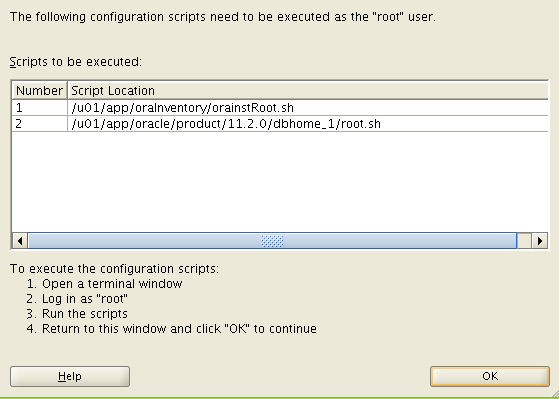 The following configuration scripts need to be executed as the "root" user.
Scripts to be executed:
Number Script Location
1 /u01/app/oraInventory/orainstRoot.sh
2 /u01/app/oracle/product/11.2.0/dbhome_1/root.sh
To execute the configuration scripts:
1. Open a terminal window
2. Log in as "root"
3. Run the scripts
4. Return to this window and click "OK" to continue
Help OK